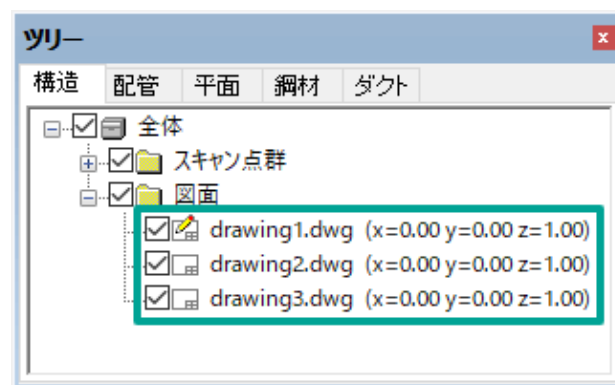 ツリー
構造 配管 平面 鋼材 ダクト
全体
スキャン点群
図面
drawing1.dwg (x=0.00 y=0.00 z=1.00)
drawing2.dwg (x=0.00 y=0.00 z=1.00)
drawing3.dwg (x=0.00 y=0.00 z=1.00)